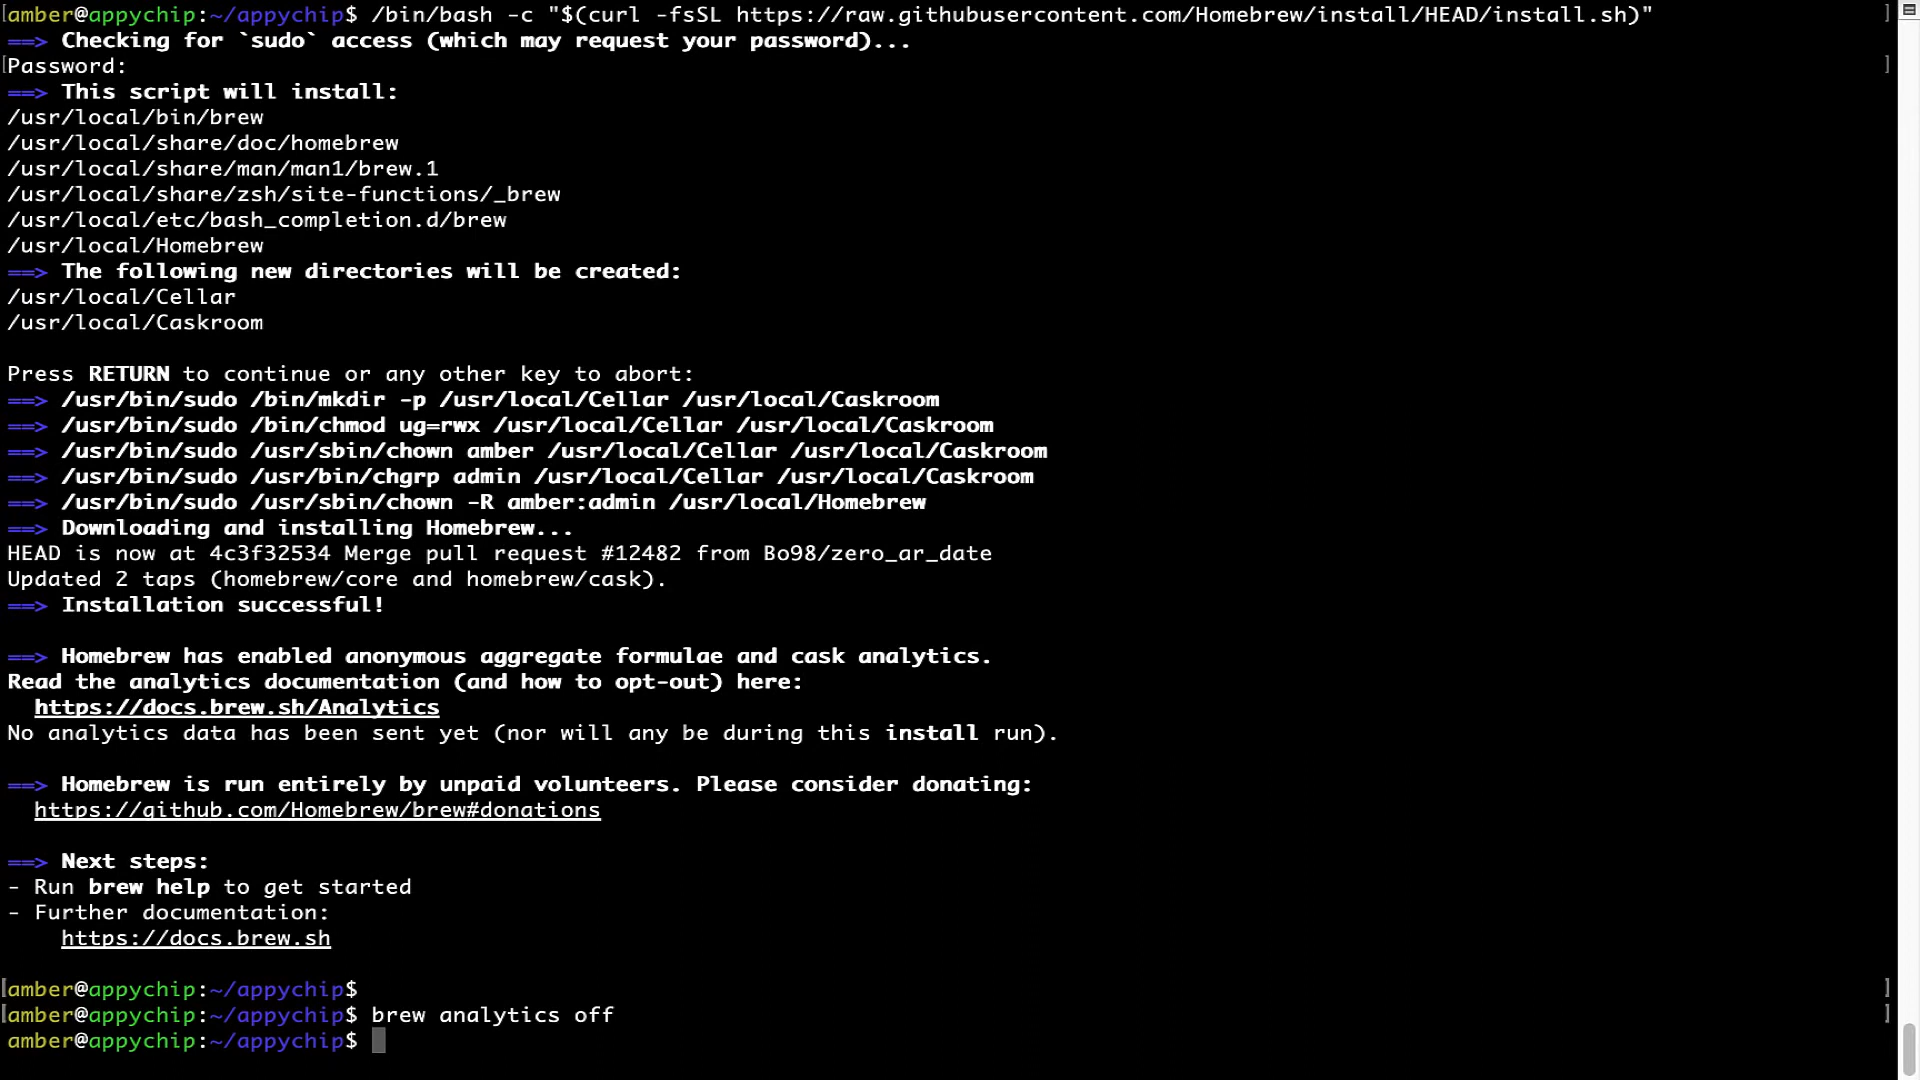 amber@appychip:~/appychip$ /bin/bash -c "$(curl -fsSL https://raw.githubusercontent.com/Homebrew/install/HEAD/install.sh)"
==> Checking for `sudo` access (which may request your password)...
Password:
==> This script will install:
/usr/local/bin/brew
/usr/local/share/doc/homebrew
/usr/local/share/man/man1/brew.1
/usr/local/share/zsh/site-functions/_brew
/usr/local/etc/bash_completion.d/brew
/usr/local/Homebrew
==> The following new directories will be created:
/usr/local/Cellar
/usr/local/Caskroom
Press RETURN to continue or any other key to abort:
==> /usr/bin/sudo /bin/mkdir -p /usr/local/Cellar /usr/local/Caskroom
==> /usr/bin/sudo /bin/chmod ug=rwx /usr/local/Cellar /usr/local/Caskroom
==> /usr/bin/sudo /usr/sbin/chown amber /usr/local/Cellar /usr/local/Caskroom
==> /usr/bin/sudo /usr/bin/chgrp admin /usr/local/Cellar /usr/local/Caskroom
==> /usr/bin/sudo /usr/sbin/chown -R amber:admin /usr/local/Homebrew
==> Downloading and installing Homebrew...
HEAD is now at 4c3f32534 Merge pull request #12482 from Bo98/zero_ar_date
Updated 2 taps (homebrew/core and homebrew/cask).
==> Installation successful!
==> Homebrew has enabled anonymous aggregate formulae and cask analytics.
Read the analytics documentation (and how to opt-out) here:
https://docs.brew.sh/Analytics
No analytics data has been sent yet (nor will any be during this install run).
==> Homebrew is run entirely by unpaid volunteers. Please consider donating:
https://github.com/Homebrew/brew#donations
==> Next steps:
- Run brew help to get started
- Further documentation:
https://docs.brew.sh
amber@appychip:~/appychip$
amber@appychip:~/appychip$ brew analytics off
amber@appychip:~/appychip$